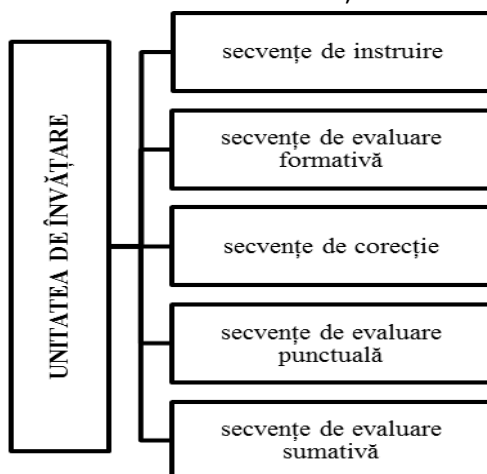 UNITATEA DE ÎNVĂȚARE
secvențe de instruire
secvențe de evaluare
formativă
secvențe de corecție
secvențe de evaluare
punctuală
secvențe de evaluare
sumativă